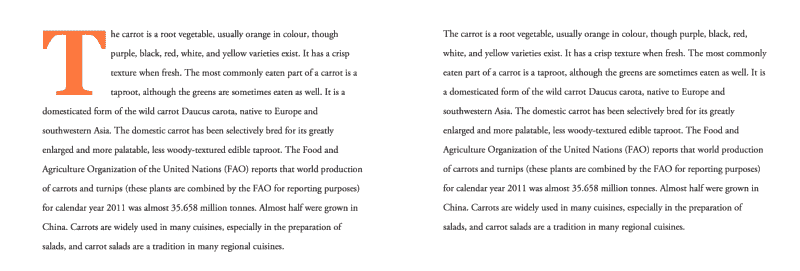 The carrot is a root vegetable, usually orange in colour, though
purple, black, red, white, and yellow varieties exist. It has a crisp
texture when fresh. The most commonly eaten part of a carrot is a
taproot, although the greens are sometimes eaten as well. It is a
domesticated form of the wild carrot Daucus carota, native to Europe and
southwestern Asia. The domestic carrot has been selectively bred for its greatly
enlarged and more palatable, less woody-textured edible taproot. The Food and
Agriculture Organization of the United Nations (FAO) reports that world production
of carrots and turnips (these plants are combined by the FAO for reporting purposes)
for calendar year 2011 was almost 35.658 million tonnes. Almost half were grown in
China. Carrots are widely used in many cuisines, especially in the preparation of
salads, and carrot salads are a tradition in many regional cuisines.
The carrot is a root vegetable, usually orange in colour, though purple, black, red,
white, and yellow varieties exist. It has a crisp texture when fresh. The most commonly
eaten part of a carrot is a taproot, although the greens are sometimes eaten as well. It is
a domesticated form of the wild carrot Daucus carota, native to Europe and
southwestern Asia. The domestic carrot has been selectively bred for its greatly
enlarged and more palatable, less woody-textured edible taproot. The Food and
Agriculture Organization of the United Nations (FAO) reports that world production
of carrots and turnips (these plants are combined by the FAO for reporting purposes)
for calendar year 2011 was almost 35.658 million tonnes. Almost half were grown in
China. Carrots are widely used in many cuisines, especially in the preparation of
salads, and carrot salads are a tradition in many regional cuisines.